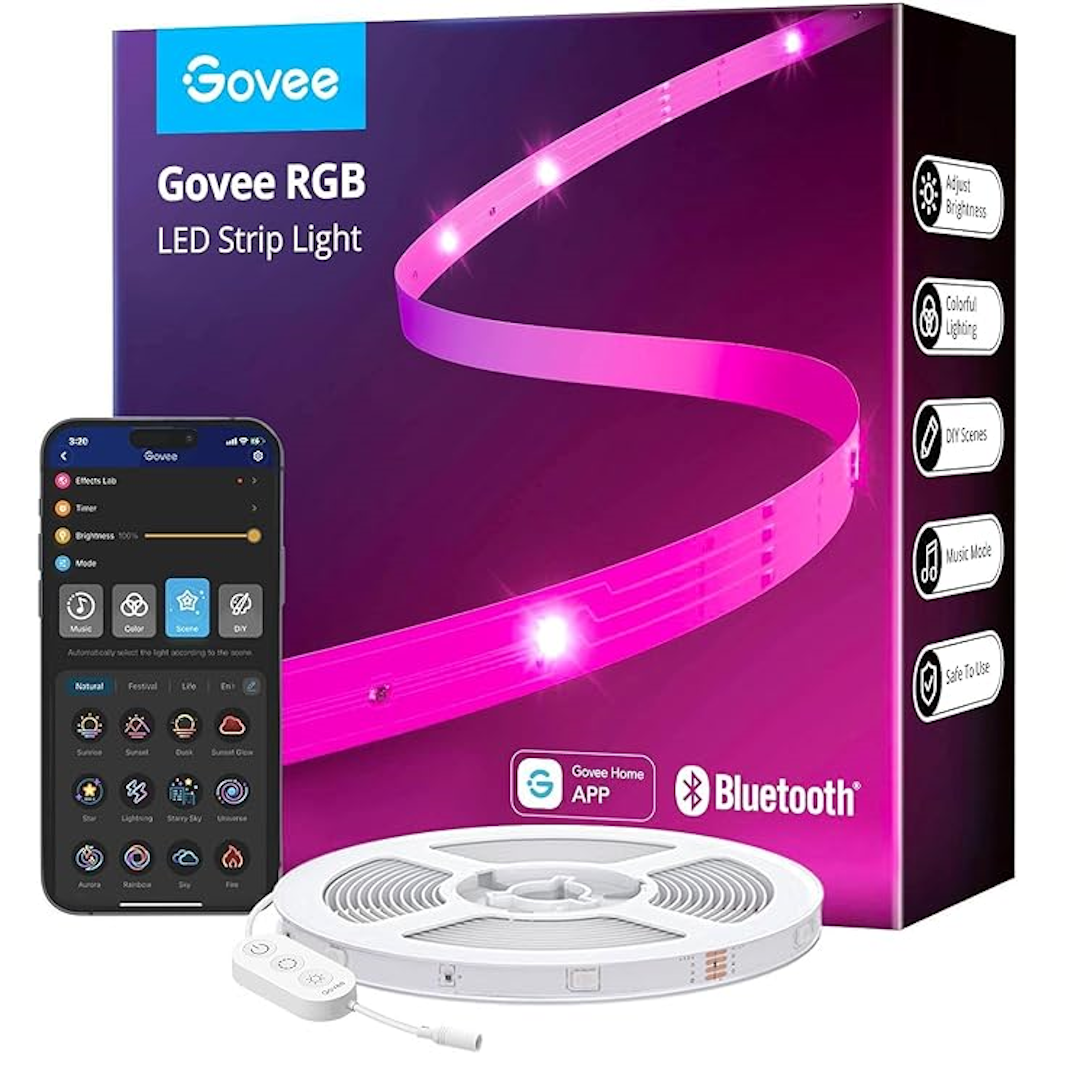 Govee
Govee RGB
LED Strip Light
Adjust
Brightness
Colorful
Lighting
DIY Scenes
Music Mode
Safe To Use
3:20
Govee
Effects Lab
Timer
Brightness 100%
Mode
Music Color Scene DIY
Automatically select the light according to the scene.
Natural Festival Life
Sunrise Sunset Dusk Sunset Glow
Star Lightning Starry Sky Universe
Aurora Rainbow Sky Fire
Govee Home
APP
Bluetooth®
Govee